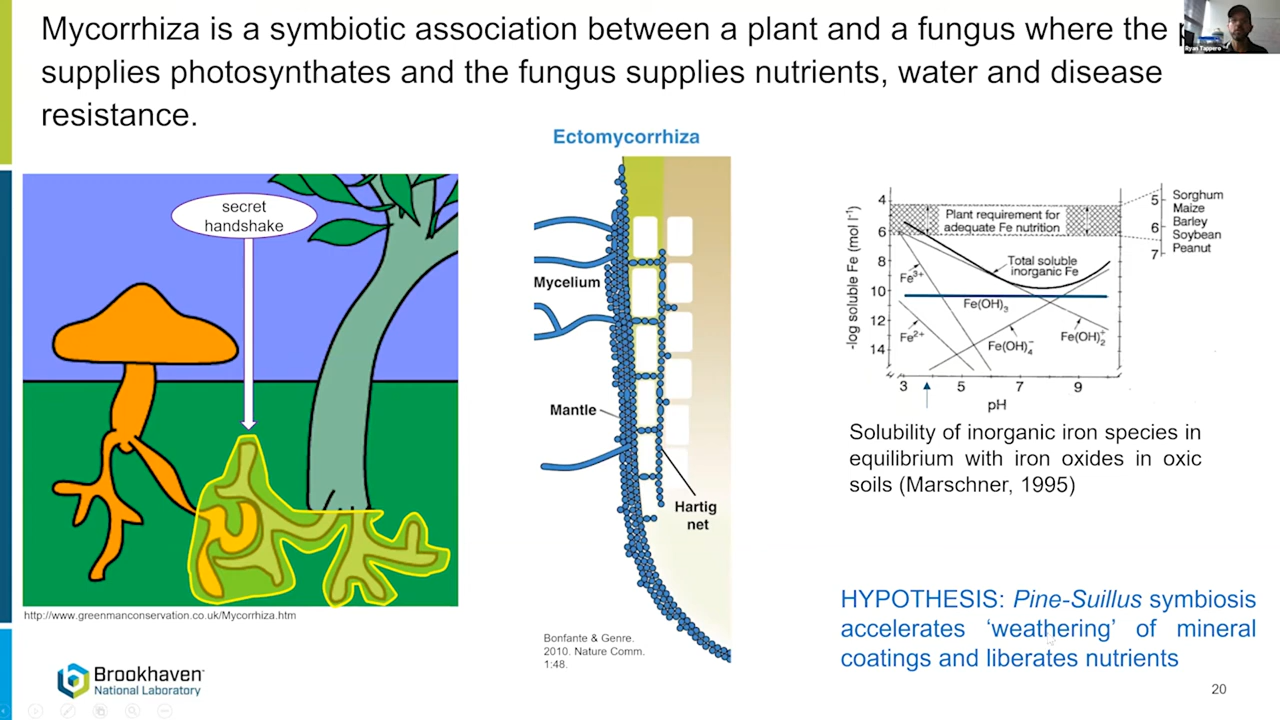 Mycorrhiza is a symbiotic association between a plant and a fungus where the
supplies photosynthates and the fungus supplies nutrients, water and disease
resistance.
Ryan Tappero
secret
handshake
http://www.greenmanconservation.co.uk/Mycorrhiza.htm
Ectomycorrhiza
Mycelium
Mantle
Hartig
net
Bonfante & Genre.
2010. Nature Comm.
1:48.
-log soluble Fe (mol l⁻¹)
4
6
8
10
12
14
Plant requirement for
adequate Fe nutrition
Total soluble
inorganic Fe
Fe³⁺
Fe(OH)₃
Fe²⁺
Fe(OH)₄⁻
Fe(OH)₂⁺
3 5 7 9
pH
5
6
7
Sorghum
Maize
Barley
Soybean
Peanut
Solubility of inorganic iron species in
equilibrium with iron oxides in oxic
soils (Marschner, 1995)
HYPOTHESIS: Pine-Suillus symbiosis
accelerates ‘weathering’ of mineral
coatings and liberates nutrients
Brookhaven™
National Laboratory
20